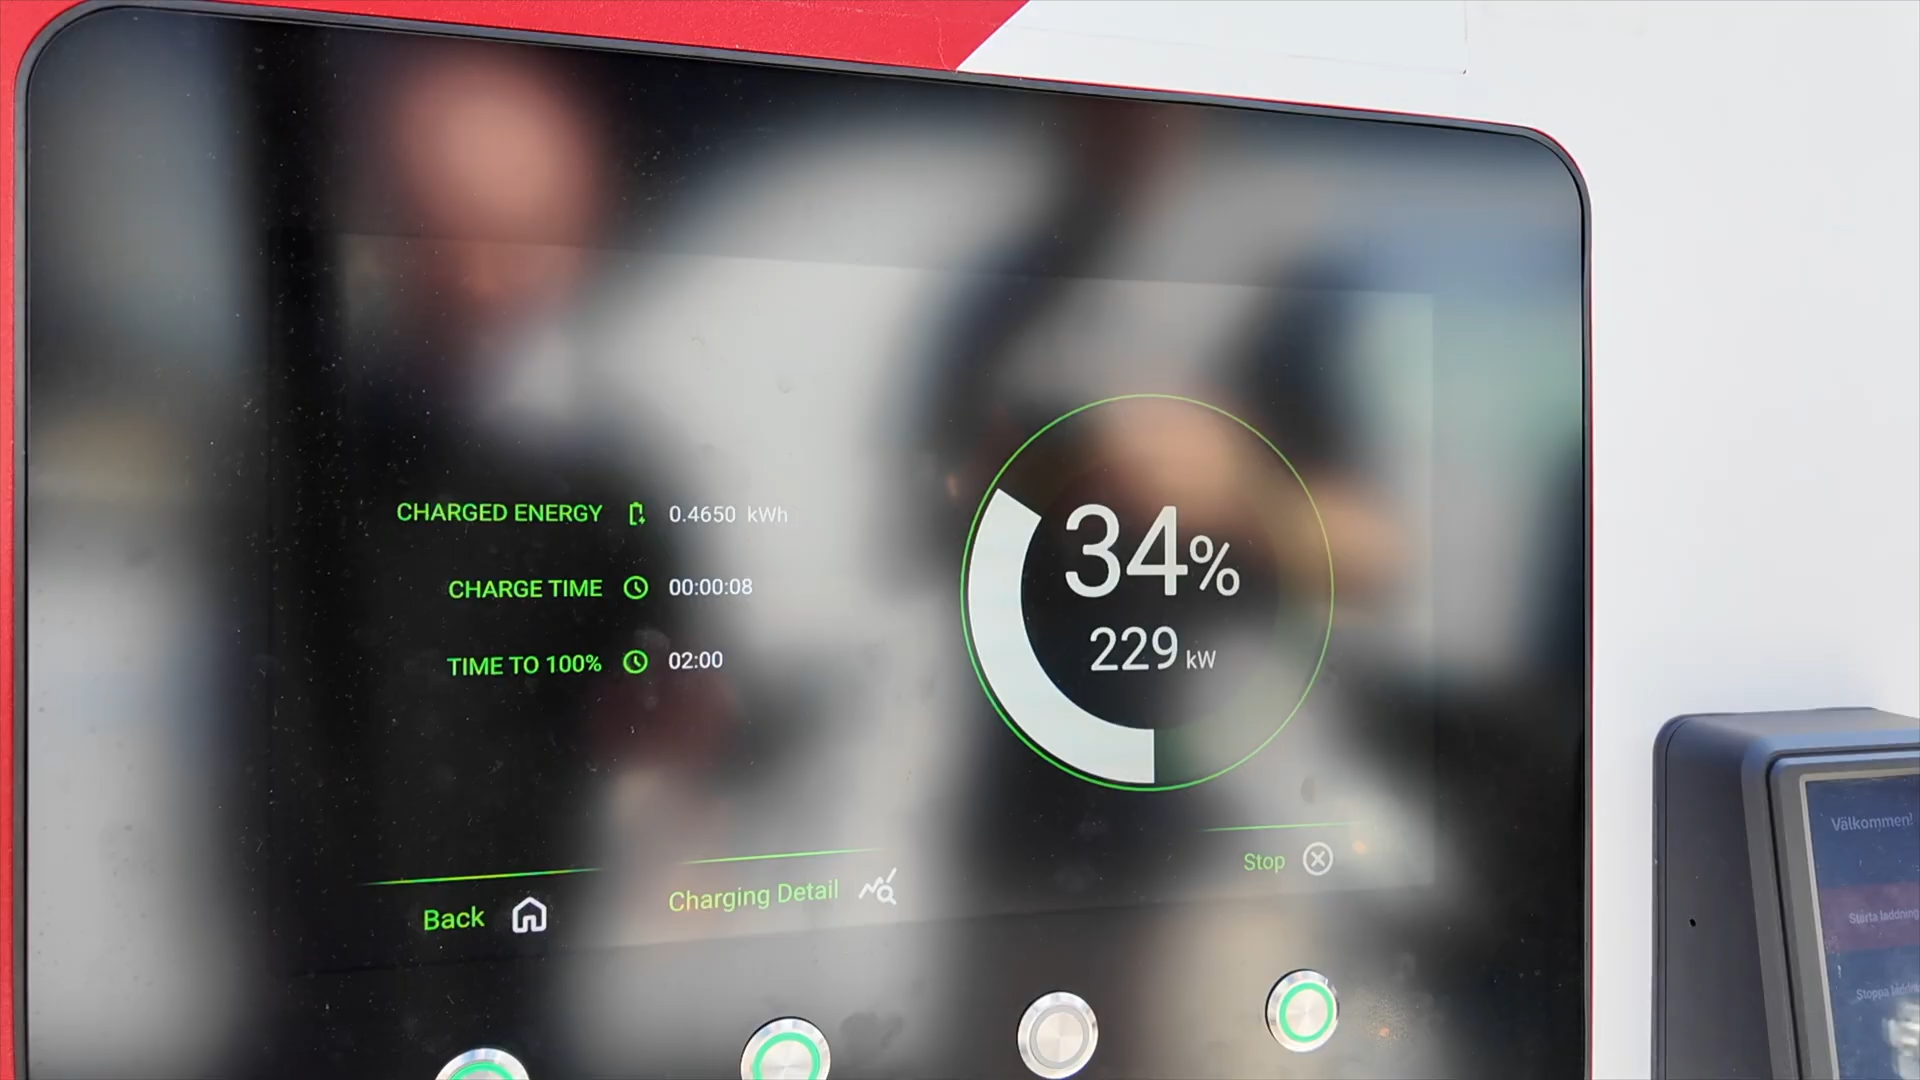 CHARGED ENERGY 0.4650 kWh
CHARGE TIME 00:00:08
TIME TO 100% 02:00
34%
229 kW
Back
Charging Detail
Stop
Välkommen!
Starta laddning
Stoppa